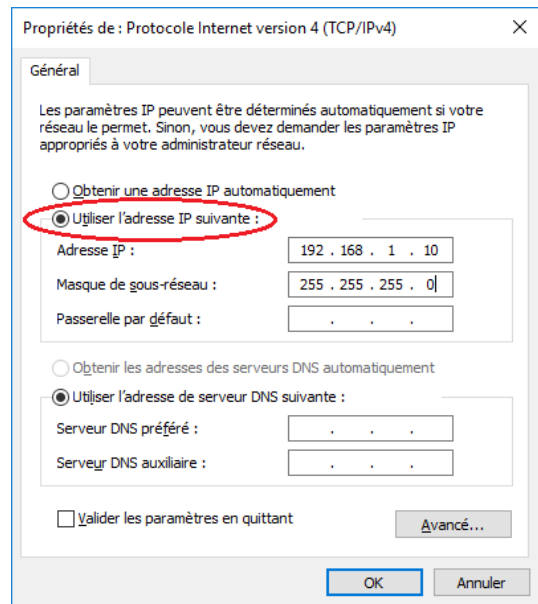 Propriétés de : Protocole Internet version 4 (TCP/IPv4)
Général
Les paramètres IP peuvent être déterminés automatiquement si votre
réseau le permet. Sinon, vous devez demander les paramètres IP
appropriés à votre administrateur réseau.
Obtenir une adresse IP automatiquement
Utiliser l'adresse IP suivante :
Adresse IP : 192 . 168 . 1 . 10
Masque de sous-réseau : 255 . 255 . 255 . 0
Passerelle par défaut : . . .
Obtenir les adresses des serveurs DNS automatiquement
Utiliser l'adresse de serveur DNS suivante :
Serveur DNS préféré : . . .
Serveur DNS auxiliaire : . . .
Valider les paramètres en quittant
Avancé...
OK Annuler